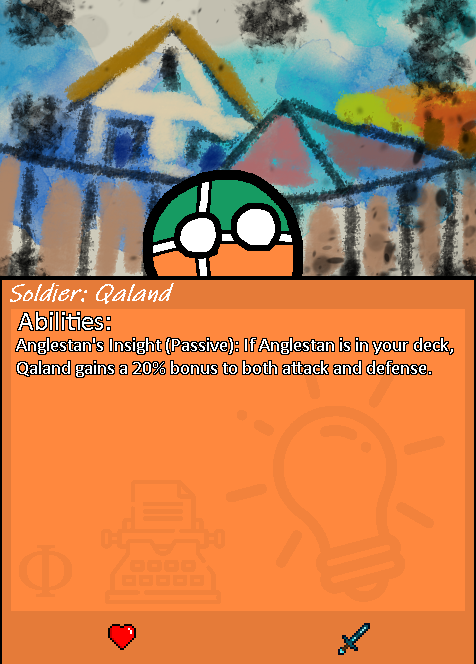 Soldier: Qaland
Abilities:
Anglestan's Insight (Passive): If Anglestan is in your deck,
Qaland gains a 20% bonus to both attack and defense.
Φ